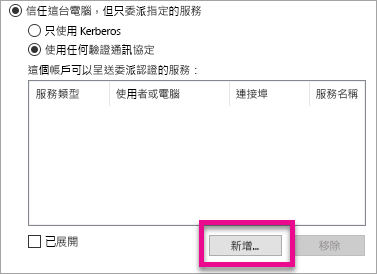 信任這台電腦，但只委派指定的服務
只使用 Kerberos
使用任何驗證通訊協定
這個帳戶可以呈送委派認證的服務：
服務類型 使用者或電腦 連接埠 服務名稱
已展開 新增... 移除